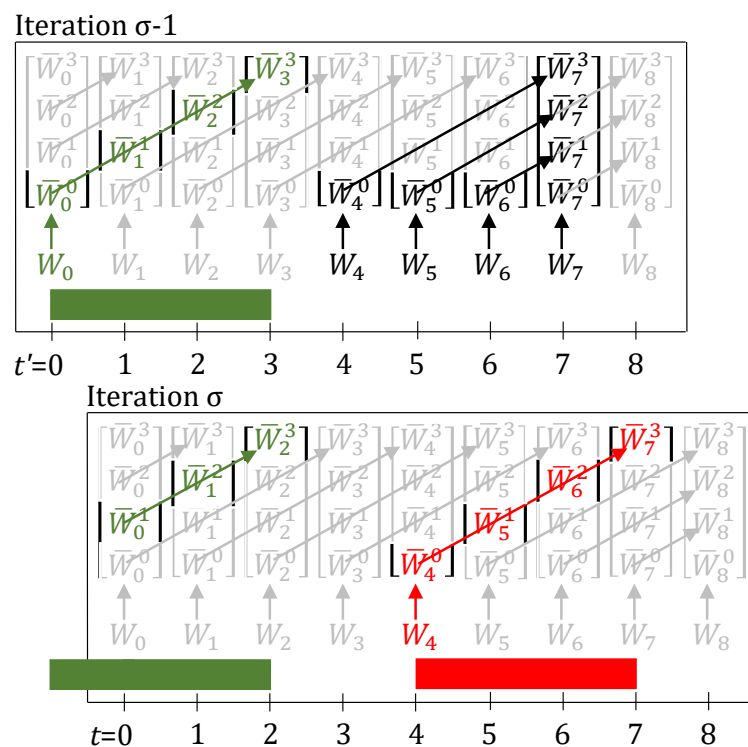 Iteration σ-1
W̄₀³ W̄₁³ W̄₂³ W̄₃³ W̄₄³ W̄₅³ W̄₆³ W̄₇³ W̄₈³
W̄₀² W̄₁² W̄₂² W̄₃² W̄₄² W̄₅² W̄₆² W̄₇² W̄₈²
W̄₀¹ W̄₁¹ W̄₂¹ W̄₃¹ W̄₄¹ W̄₅¹ W̄₆¹ W̄₇¹ W̄₈¹
W̄₀⁰ W̄₁⁰ W̄₂⁰ W̄₃⁰ W̄₄⁰ W̄₅⁰ W̄₆⁰ W̄₇⁰ W̄₈⁰
W₀ W₁ W₂ W₃ W₄ W₅ W₆ W₇ W₈
t'=0 1 2 3 4 5 6 7 8
Iteration σ
W̄₀³ W̄₁³ W̄₂³ W̄₃³ W̄₄³ W̄₅³ W̄₆³ W̄₇³ W̄₈³
W̄₀² W̄₁² W̄₂² W̄₃² W̄₄² W̄₅² W̄₆² W̄₇² W̄₈²
W̄₀¹ W̄₁¹ W̄₂¹ W̄₃¹ W̄₄¹ W̄₅¹ W̄₆¹ W̄₇¹ W̄₈¹
W̄₀⁰ W̄₁⁰ W̄₂⁰ W̄₃⁰ W̄₄⁰ W̄₅⁰ W̄₆⁰ W̄₇⁰ W̄₈⁰
W₀ W₁ W₂ W₃ W₄ W₅ W₆ W₇ W₈
t=0 1 2 3 4 5 6 7 8